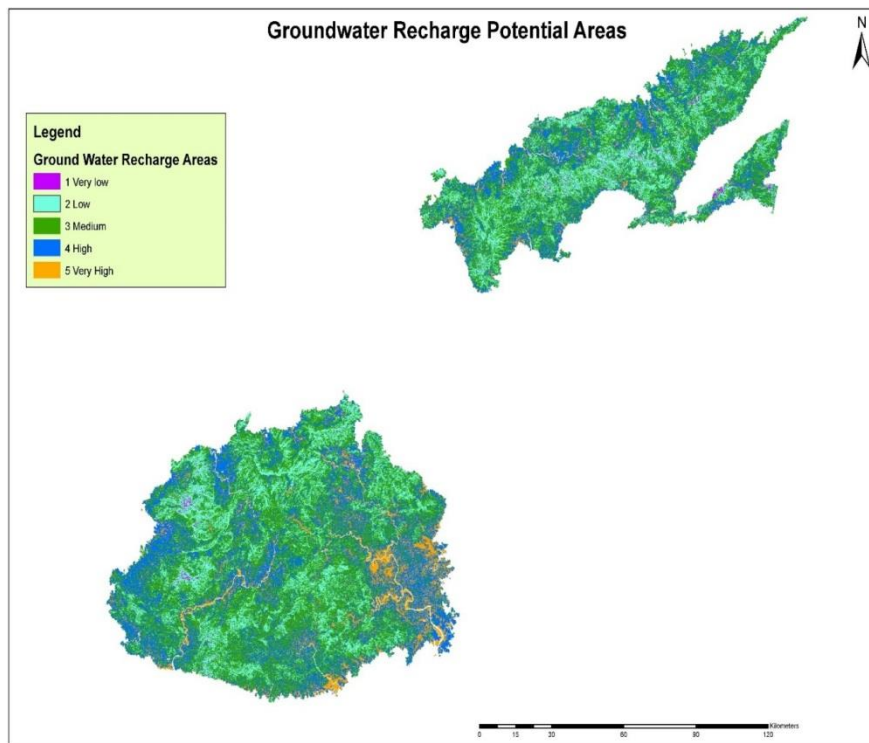 Groundwater Recharge Potential Areas
N
Legend
Ground Water Recharge Areas
1 Very low
2 Low
3 Medium
4 High
5 Very High
Kilometers
0 15 30 60 90 120